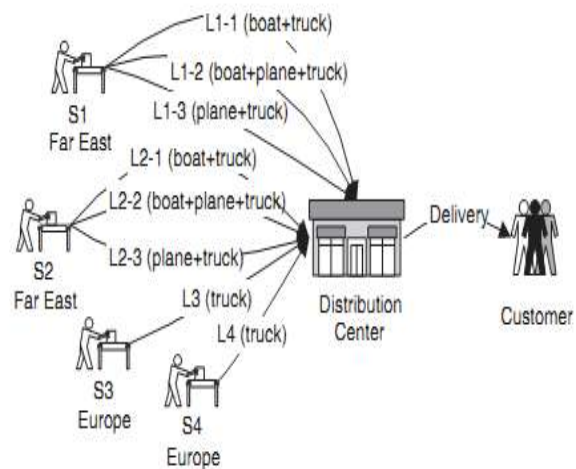 L1-1 (boat+truck)
L1-2 (boat+plane+truck)
L1-3 (plane+truck)
S1
Far East
L2-1 (boat+truck)
L2-2 (boat+plane+truck)
L2-3 (plane+truck)
S2
Far East
L3 (truck)
L4 (truck)
S3
Europe
S4
Europe
Distribution
Center
Delivery
Customer